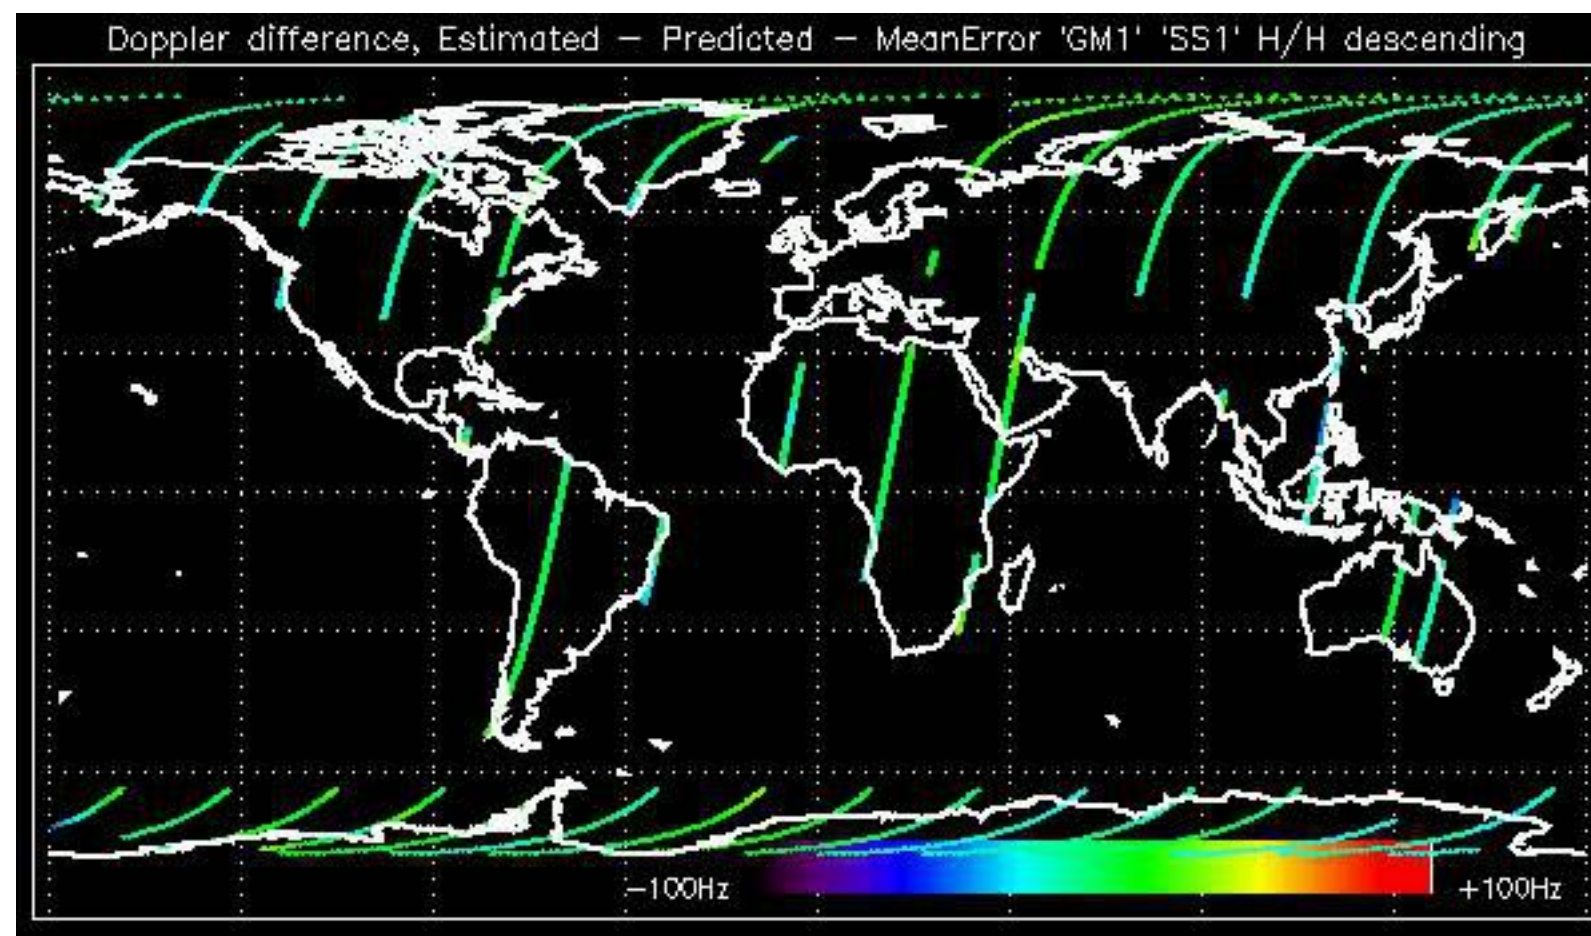 Doppler difference, Estimated – Predicted – MeanError 'GM1' 'SS1' H/H descending
–100Hz
+100Hz